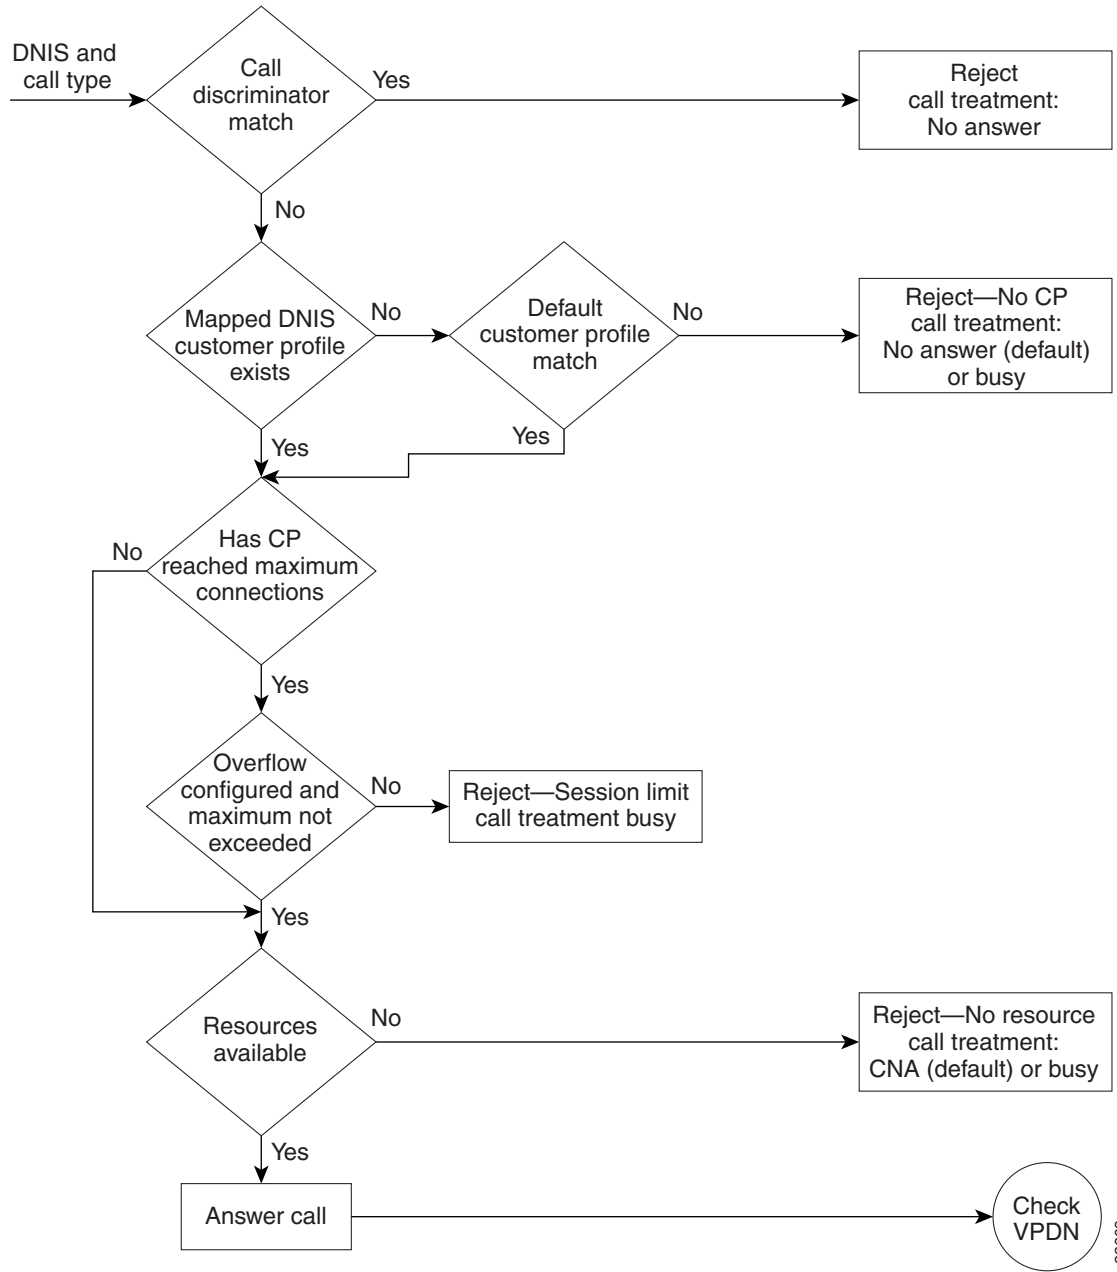 DNIS and
call type
Call
discriminator
match
Yes
Reject
call treatment:
No answer
No
Mapped DNIS
customer profile
exists
No
Default
customer profile
match
No
Reject—No CP
call treatment:
No answer (default)
or busy
Yes
Yes
Has CP
reached maximum
connections
No
Yes
Overflow
configured and
maximum not
exceeded
No
Reject—Session limit
call treatment busy
Yes
Resources
available
No
Reject—No resource
call treatment:
CNA (default) or busy
Yes
Answer call
Check
VPDN